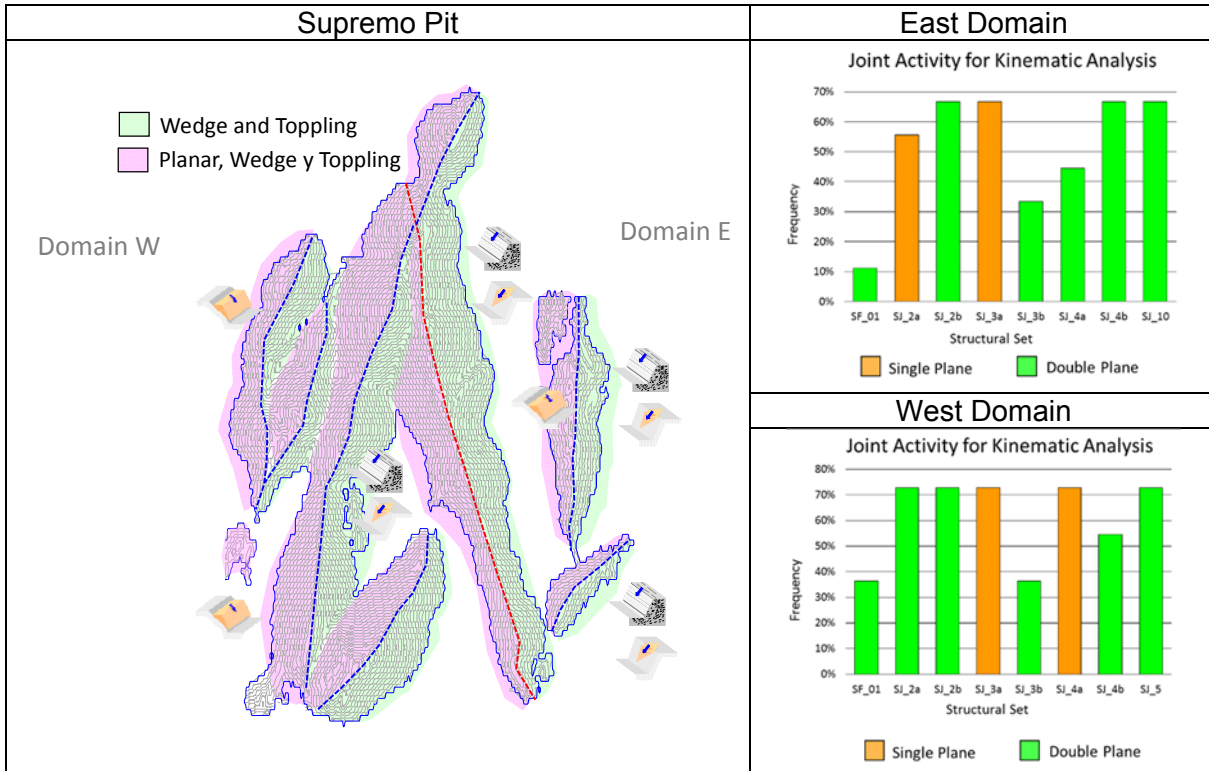 Supremo Pit
Wedge and Toppling
Planar, Wedge y Toppling
Domain W
Domain E
East Domain
Joint Activity for Kinematic Analysis
Frequency
70%
60%
50%
40%
30%
20%
10%
0%
SF_01 SJ_2a SJ_2b SJ_3a SJ_3b SJ_4a SJ_4b SJ_10
Structural Set
Single Plane Double Plane
West Domain
Joint Activity for Kinematic Analysis
Frequency
80%
70%
60%
50%
40%
30%
20%
10%
0%
SF_01 SJ_2a SJ_2b SJ_3a SJ_3b SJ_4a SJ_4b SJ_5
Structural Set
Single Plane Double Plane